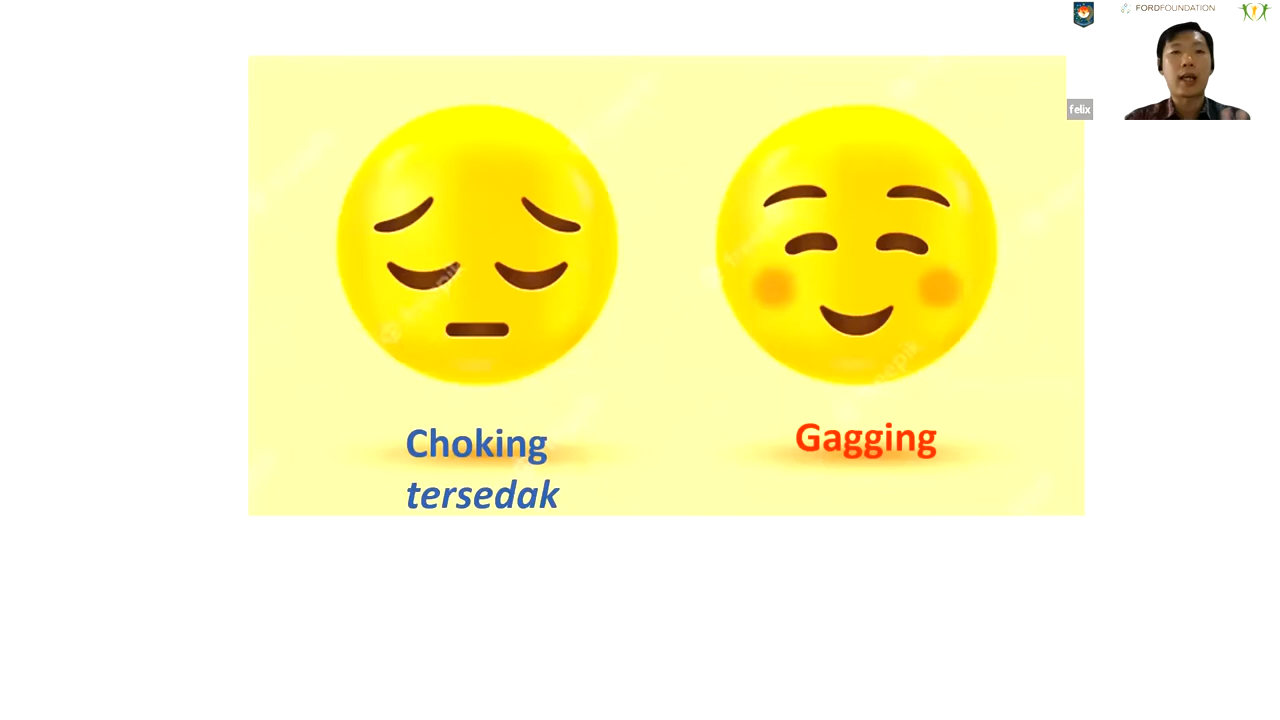 FORDFOUNDATION
felix
Choking
tersedak
Gagging